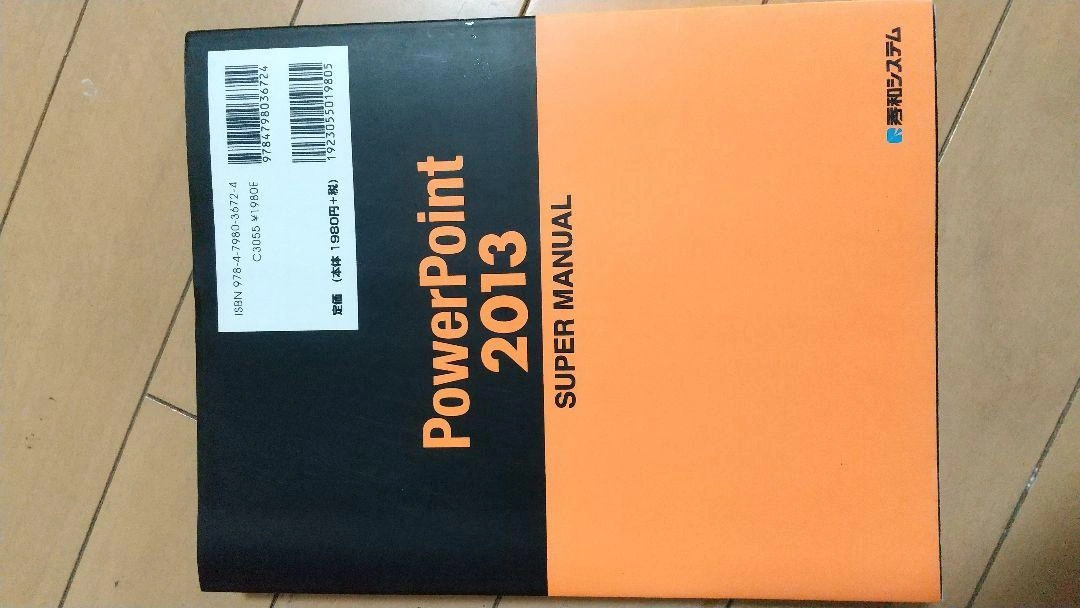 9784798036724
1923055019805
ISBN 978-4-7980-3672-4
C3055 ¥1980E
定価 (本体 1980円+税)
PowerPoint
2013
SUPER MANUAL
秀和システム